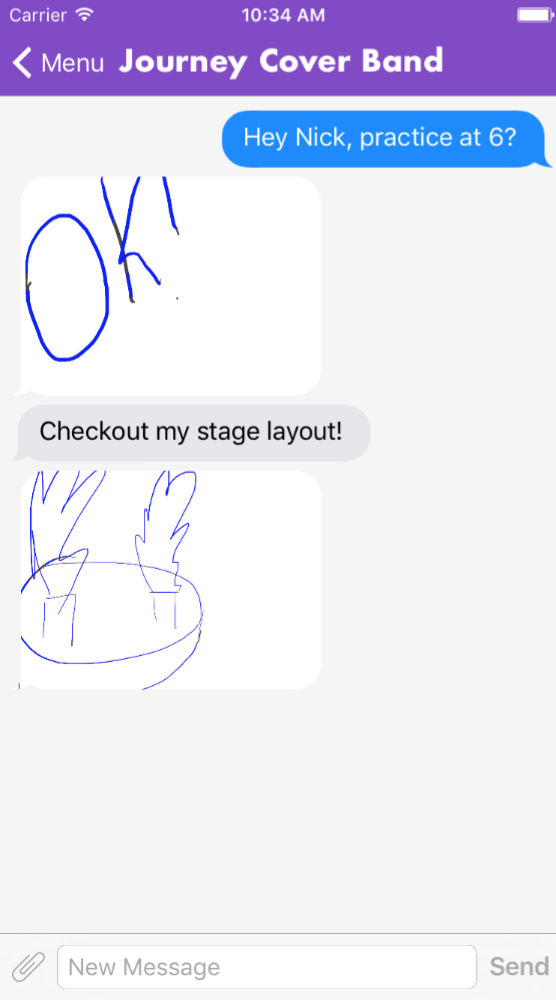 Carrier 10:34 AM
Menu Journey Cover Band
Hey Nick, practice at 6?
OK!
Checkout my stage layout!
New Message Send